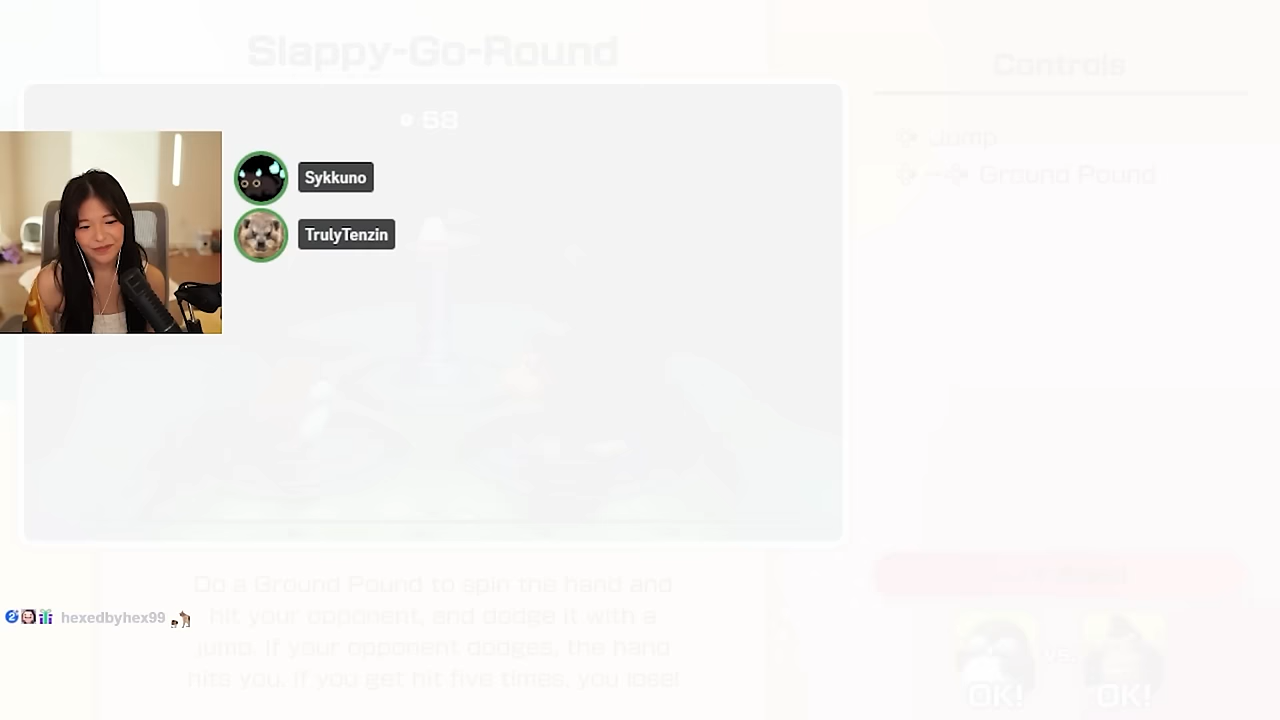 Slappy-Go-Round
Controls
58
Jump
Ground Pound
Sykkuno
TrulyTenzin
Do a Ground Pound to spin the hand and
hit your opponent, and dodge it with a
jump. If your opponent dodges, the hand
hits you. If you get hit five times, you lose!
hexedbyhex99
vs.
OK!
OK!